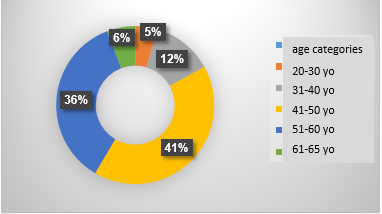 5%
6%
12%
36%
41%
age categories
20-30 yo
31-40 yo
41-50 yo
51-60 yo
61-65 yo